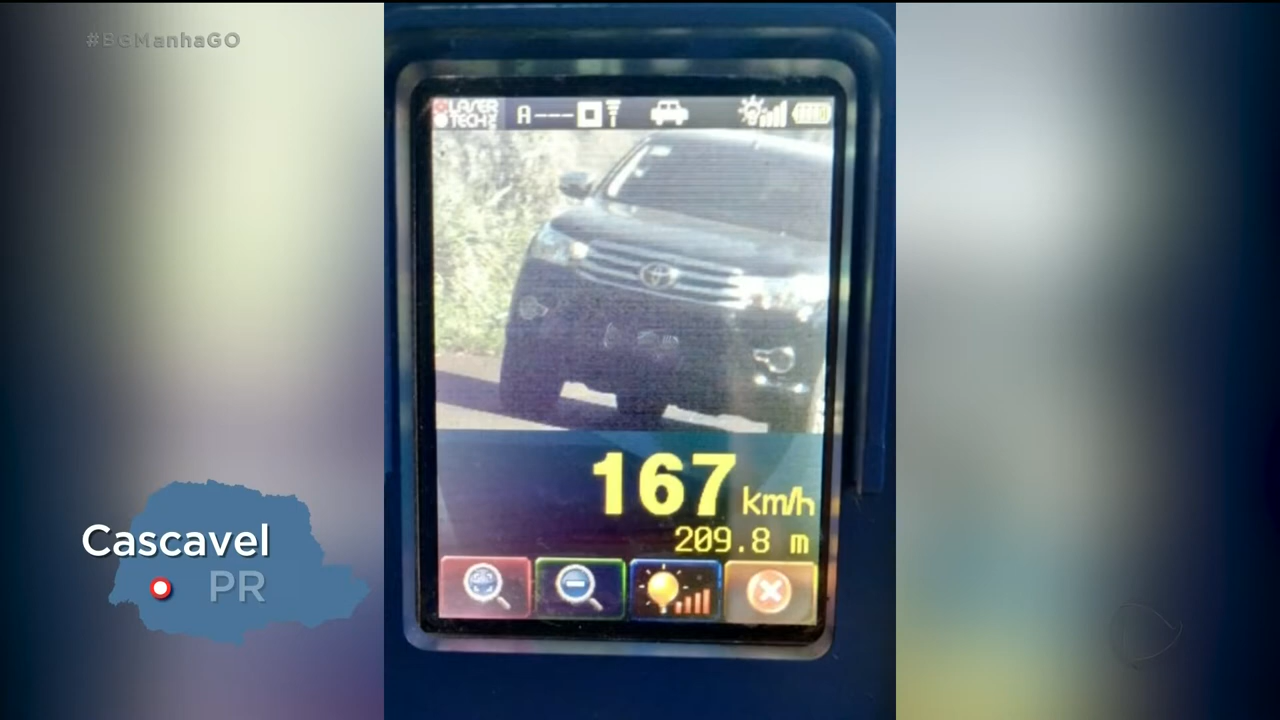 #BGManhaGO
LASER
TECH
A---
167 km/h
209.8 m
Cascavel
PR